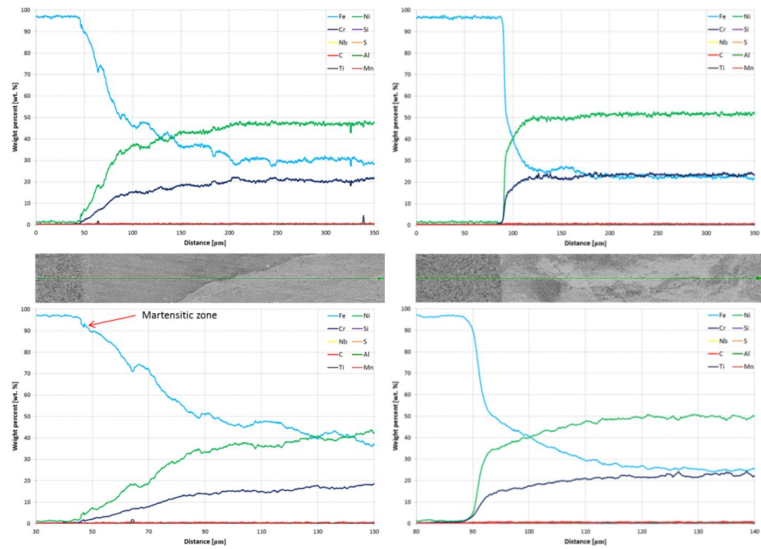 100
90
80
70
60
50
40
30
20
10
0
Weight percent [wt. %]
0 50 100 150 200 250 300 350
Distance [µm]
Fe Ni
Cr Si
Nb S
C Al
Ti Mn
100
90
80
70
60
50
40
30
20
10
0
Weight percent [wt. %]
0 50 100 150 200 250 300 350
Distance [µm]
Fe Ni
Cr Si
Nb S
C Al
Ti Mn
100
90
80
70
60
50
40
30
20
10
0
Weight percent [wt. %]
30 50 70 90 110 130 150
Distance [µm]
Martensitic zone
Fe Ni
Cr Si
Nb S
C Al
Ti Mn
100
90
80
70
60
50
40
30
20
10
0
Weight percent [wt. %]
80 90 100 110 120 130 140
Distance [µm]
Fe Ni
Cr Si
Nb S
C Al
Ti Mn